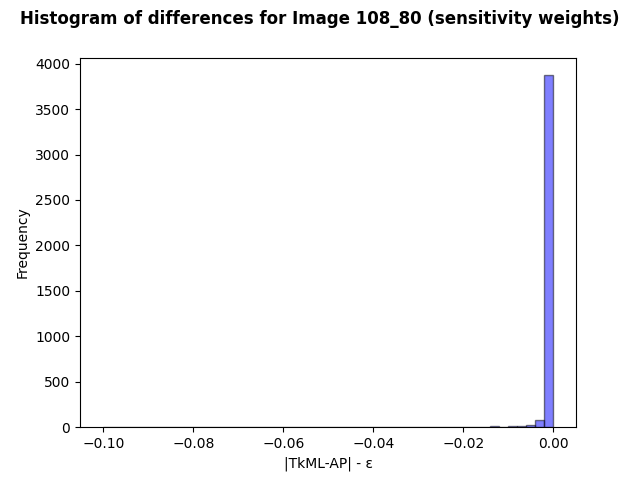 Histogram of differences for Image 108_80 (sensitivity weights)
4000
3500
3000
2500
2000
1500
1000
500
0
Frequency
−0.10 −0.08 −0.06 −0.04 −0.02 0.00
|TkML-AP| - ε